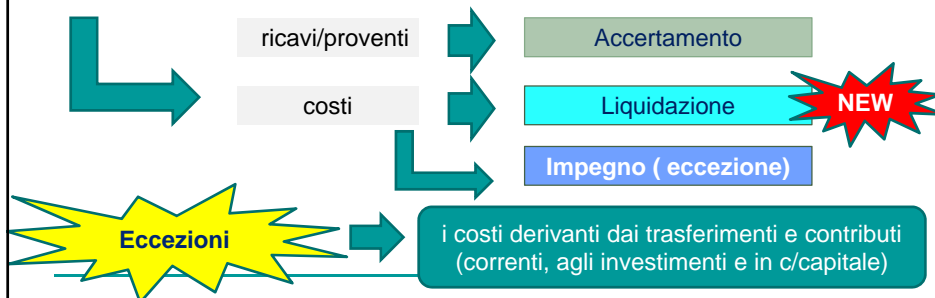 ricavi/proventi
Accertamento
costi
Liquidazione
NEW
Impegno ( eccezione)
Eccezioni
i costi derivanti dai trasferimenti e contributi
(correnti, agli investimenti e in c/capitale)